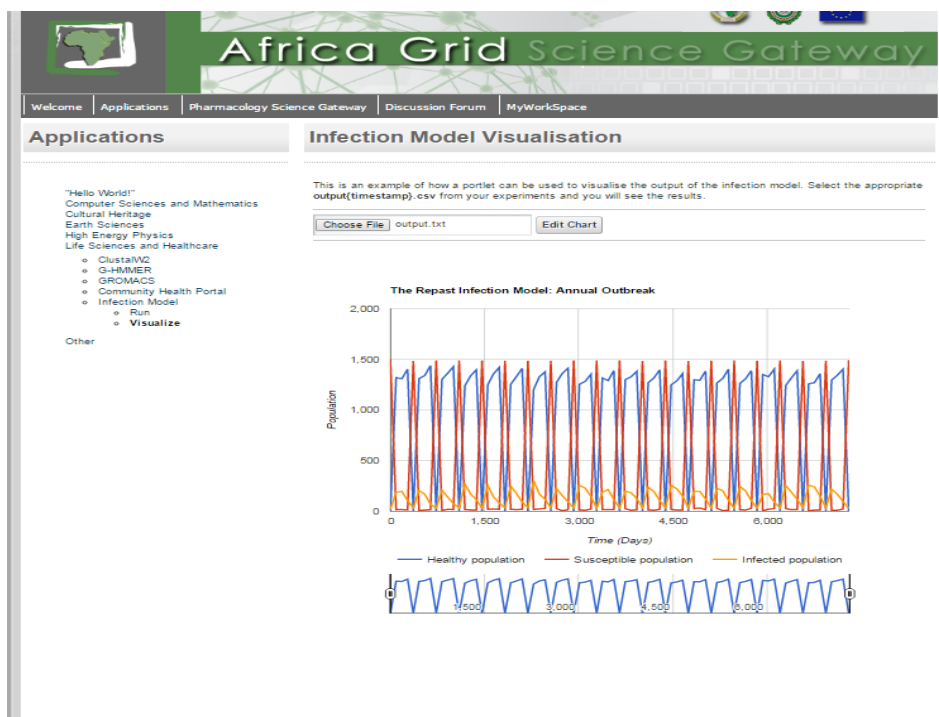 Africa Grid Science Gateway
Welcome
Applications
Pharmacology Science Gateway
Discussion Forum
MyWorkSpace
Applications
"Hello World!"
Computer Sciences and Mathematics
Cultural Heritage
Earth Sciences
High Energy Physics
Life Sciences and Healthcare
ClustalW2
G-HMMER
GROMACS
Community Health Portal
Infection Model
Run
Visualize
Other
Infection Model Visualisation
This is an example of how a portlet can be used to visualise the output of the infection model. Select the appropriate
output{timestamp}.csv from your experiments and you will see the results.
Choose File output.txt Edit Chart
The Repast Infection Model: Annual Outbreak
2,000
1,500
1,000
500
0
Population
0 1,500 3,000 4,500 6,000
Time (Days)
Healthy population Susceptible population Infected population
1,500 3,000 4,500 6,000